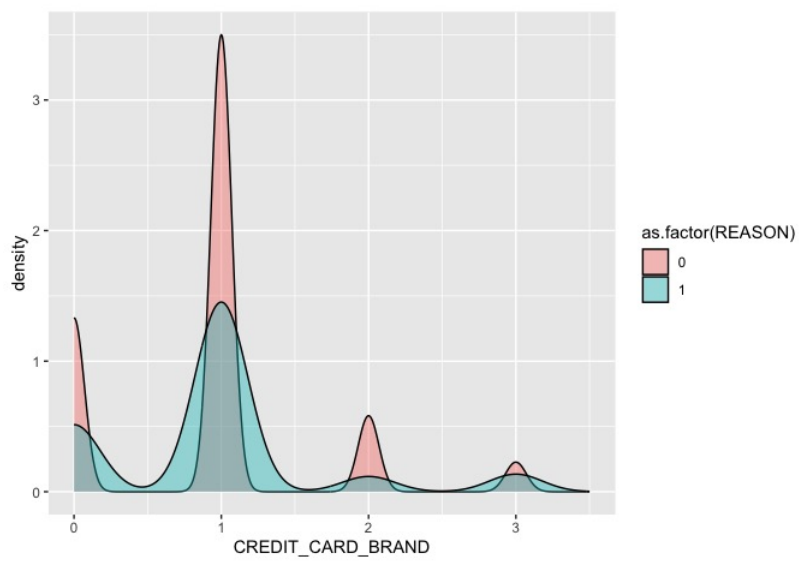 density
3
2
1
0
0 1 2 3
CREDIT_CARD_BRAND
as.factor(REASON)
0
1